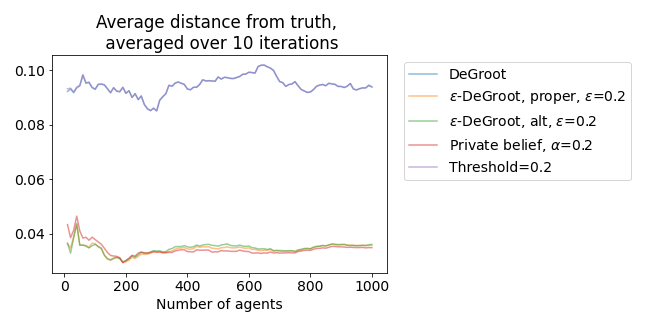 Average distance from truth,
averaged over 10 iterations
0.10
0.08
0.06
0.04
0 200 400 600 800 1000
Number of agents
DeGroot
ε-DeGroot, proper, ε=0.2
ε-DeGroot, alt, ε=0.2
Private belief, α=0.2
Threshold=0.2